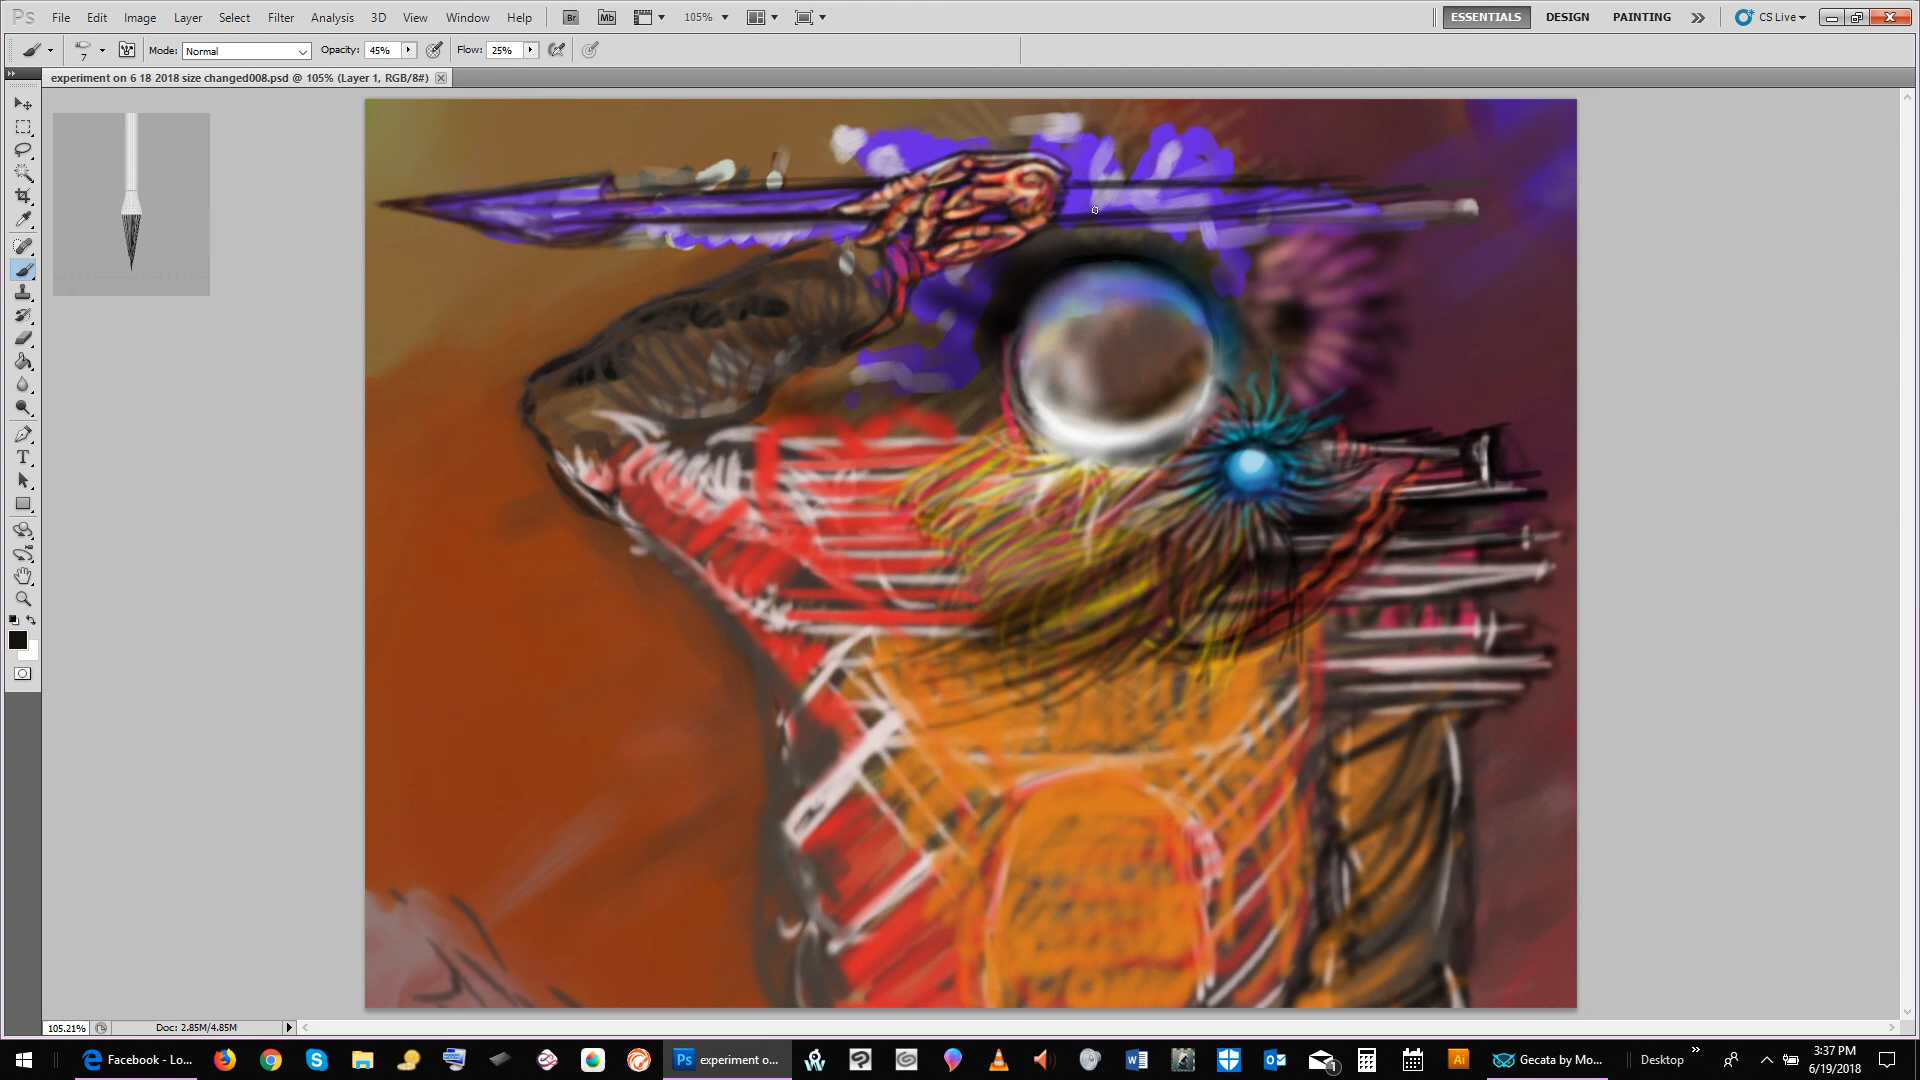 Ps File Edit Image Layer Select Filter Analysis 3D View Window Help Br Mb 105% ESSENTIALS DESIGN PAINTING CS Live
7 Mode: Normal Opacity: 45% Flow: 25%
experiment on 6 18 2018 size changed008.psd @ 105% (Layer 1, RGB/8#)
T
105.21% Doc: 2.85M/4.85M
Facebook - Lo... Ps experiment o... Ai Gecata by Mo... Desktop 3:37 PM
6/19/2018